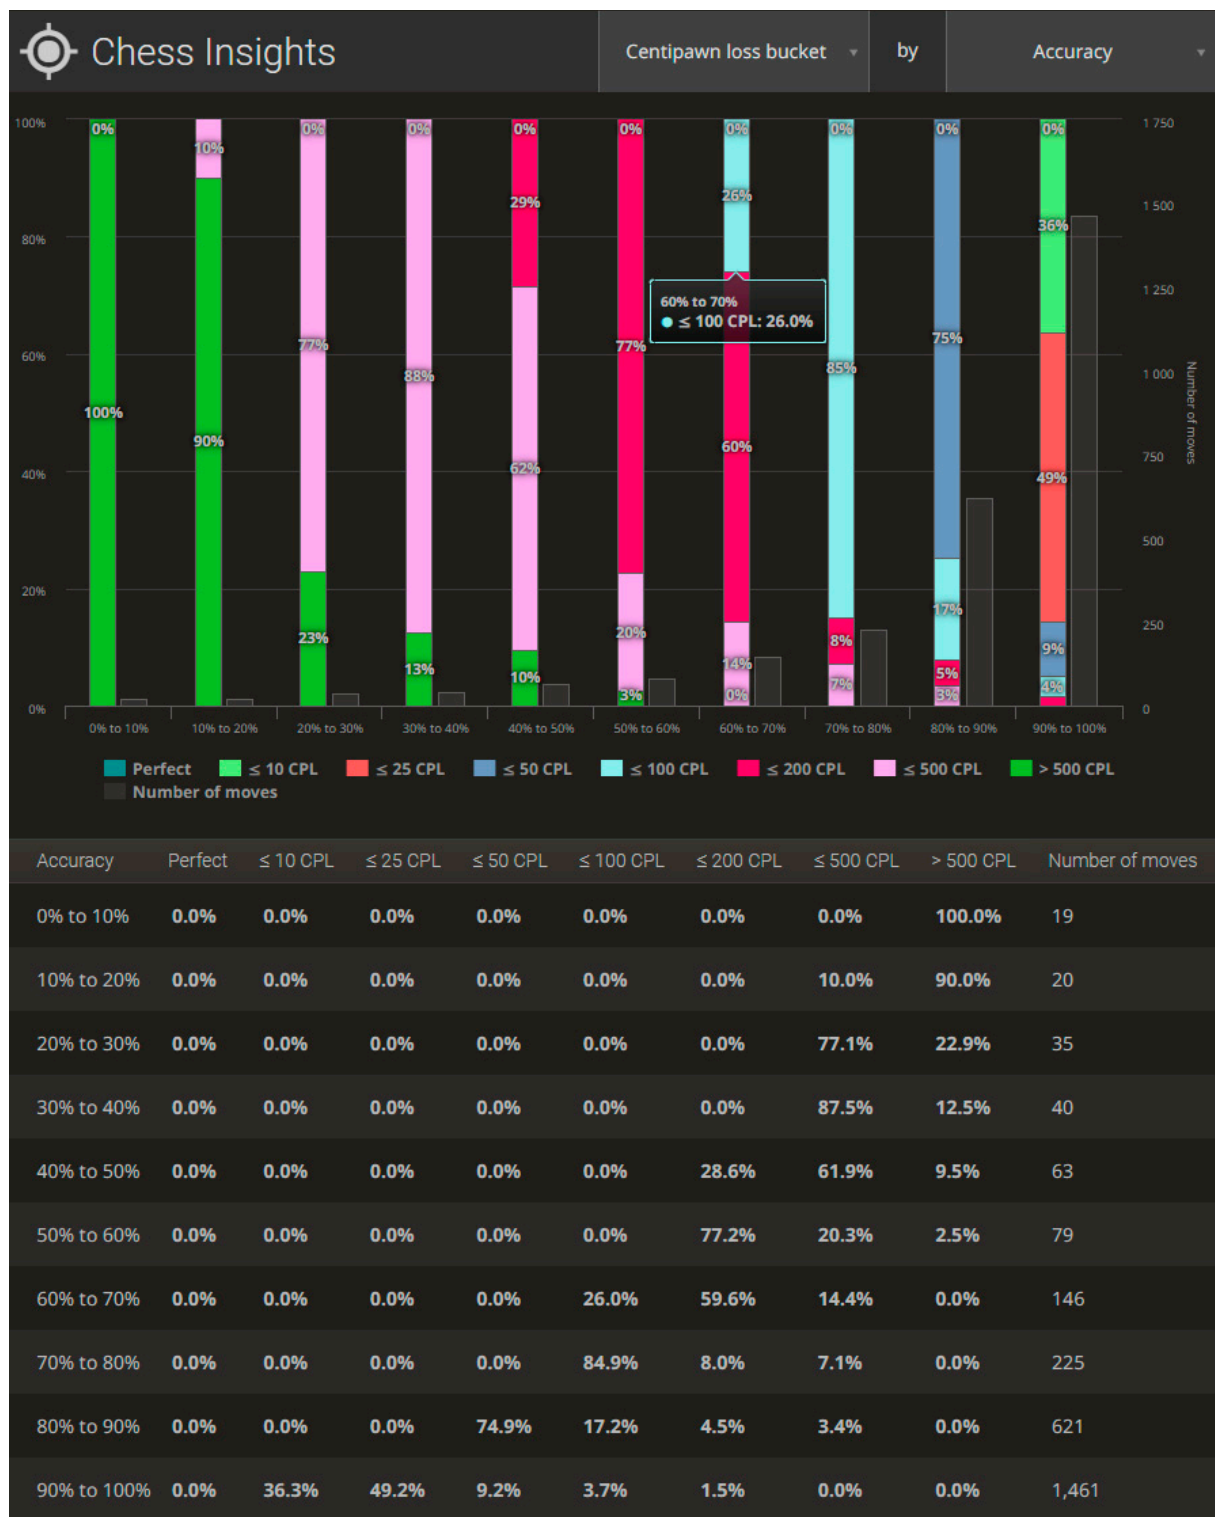 Chess Insights Centipawn loss bucket by Accuracy
100% 0% 10% 0% 0% 0% 0% 0% 0% 0% 0% 1 750
29% 26% 1 500
80% 36%
60% to 70% 1 250
≤ 100 CPL: 26.0%
60% 77% 88% 77% 85% 75% 1 000
100% 90% 60% 750
40% 62% 49%
Number of moves
500
20% 17% 250
23% 13% 10% 20% 3% 14% 0% 8% 7% 5% 3% 9% 4%
0% 0
0% to 10% 10% to 20% 20% to 30% 30% to 40% 40% to 50% 50% to 60% 60% to 70% 70% to 80% 80% to 90% 90% to 100%
Perfect ≤ 10 CPL ≤ 25 CPL ≤ 50 CPL ≤ 100 CPL ≤ 200 CPL ≤ 500 CPL > 500 CPL
Number of moves
Accuracy Perfect ≤ 10 CPL ≤ 25 CPL ≤ 50 CPL ≤ 100 CPL ≤ 200 CPL ≤ 500 CPL > 500 CPL Number of moves
0% to 10% 0.0% 0.0% 0.0% 0.0% 0.0% 0.0% 0.0% 100.0% 19
10% to 20% 0.0% 0.0% 0.0% 0.0% 0.0% 0.0% 10.0% 90.0% 20
20% to 30% 0.0% 0.0% 0.0% 0.0% 0.0% 0.0% 77.1% 22.9% 35
30% to 40% 0.0% 0.0% 0.0% 0.0% 0.0% 0.0% 87.5% 12.5% 40
40% to 50% 0.0% 0.0% 0.0% 0.0% 0.0% 28.6% 61.9% 9.5% 63
50% to 60% 0.0% 0.0% 0.0% 0.0% 0.0% 77.2% 20.3% 2.5% 79
60% to 70% 0.0% 0.0% 0.0% 0.0% 26.0% 59.6% 14.4% 0.0% 146
70% to 80% 0.0% 0.0% 0.0% 0.0% 84.9% 8.0% 7.1% 0.0% 225
80% to 90% 0.0% 0.0% 0.0% 74.9% 17.2% 4.5% 3.4% 0.0% 621
90% to 100% 0.0% 36.3% 49.2% 9.2% 3.7% 1.5% 0.0% 0.0% 1,461